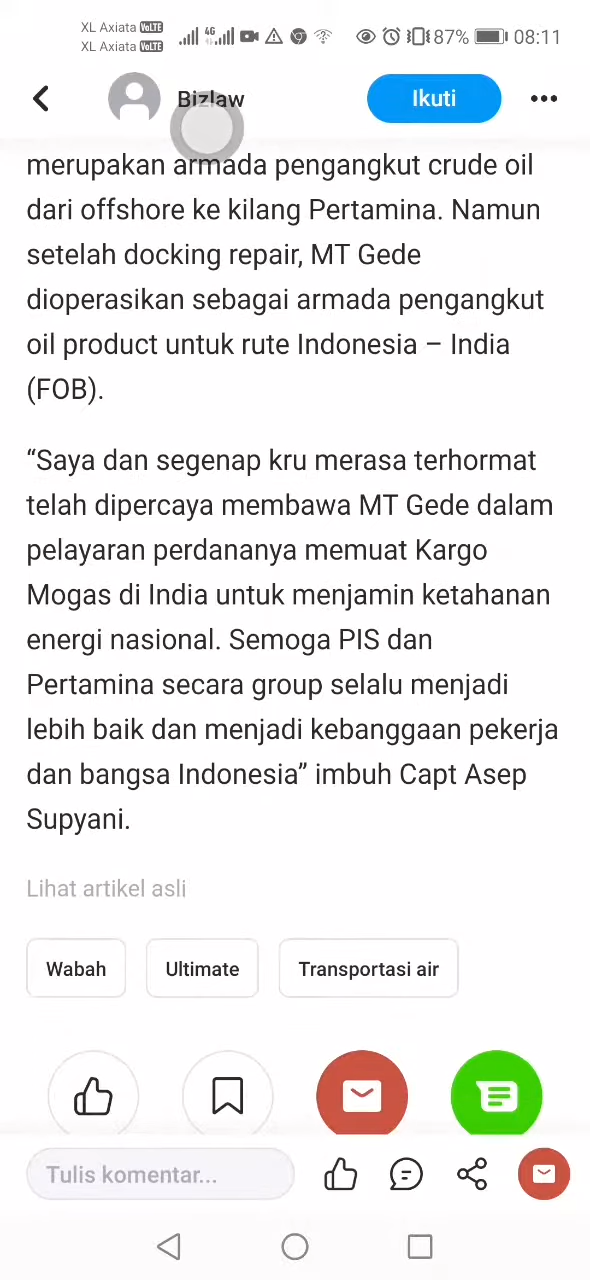 XL Axiata VoLTE
XL Axiata VoLTE
4G
87% 08:11
Bizlaw
Ikuti
merupakan armada pengangkut crude oil
dari offshore ke kilang Pertamina. Namun
setelah docking repair, MT Gede
dioperasikan sebagai armada pengangkut
oil product untuk rute Indonesia – India
(FOB).
“Saya dan segenap kru merasa terhormat
telah dipercaya membawa MT Gede dalam
pelayaran perdananya memuat Kargo
Mogas di India untuk menjamin ketahanan
energi nasional. Semoga PIS dan
Pertamina secara group selalu menjadi
lebih baik dan menjadi kebanggaan pekerja
dan bangsa Indonesia” imbuh Capt Asep
Supyani.
Lihat artikel asli
Wabah
Ultimate
Transportasi air
Tulis komentar...